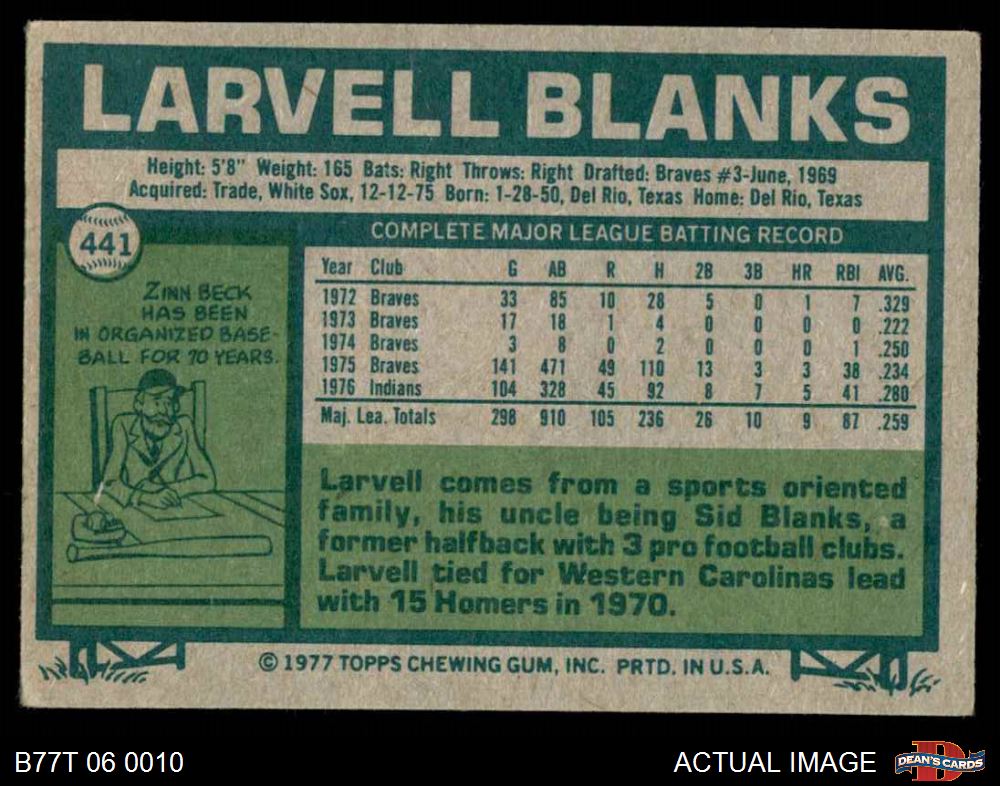 LARVELL BLANKS
Height: 5'8" Weight: 165 Bats: Right Throws: Right Drafted: Braves #3-June, 1969
Acquired: Trade, White Sox, 12-12-75 Born: 1-28-50, Del Rio, Texas Home: Del Rio, Texas
441
ZINN BECK
HAS BEEN
IN ORGANIZED BASE-
BALL FOR 70 YEARS.
COMPLETE MAJOR LEAGUE BATTING RECORD
Year Club G AB R H 2B 3B HR RBI AVG.
1972 Braves 33 85 10 28 5 0 1 7 .329
1973 Braves 17 18 1 4 0 0 0 0 .222
1974 Braves 3 8 0 2 0 0 0 1 .250
1975 Braves 141 471 49 110 13 3 3 38 .234
1976 Indians 104 328 45 92 8 7 5 41 .280
Maj. Lea. Totals 298 910 105 236 26 10 9 87 .259
Larvell comes from a sports oriented
family, his uncle being Sid Blanks, a
former halfback with 3 pro football clubs.
Larvell tied for Western Carolinas lead
with 15 Homers in 1970.
© 1977 TOPPS CHEWING GUM, INC. PRTD. IN U.S.A.
B77T 06 0010
ACTUAL IMAGE
DEAN'S CARDS